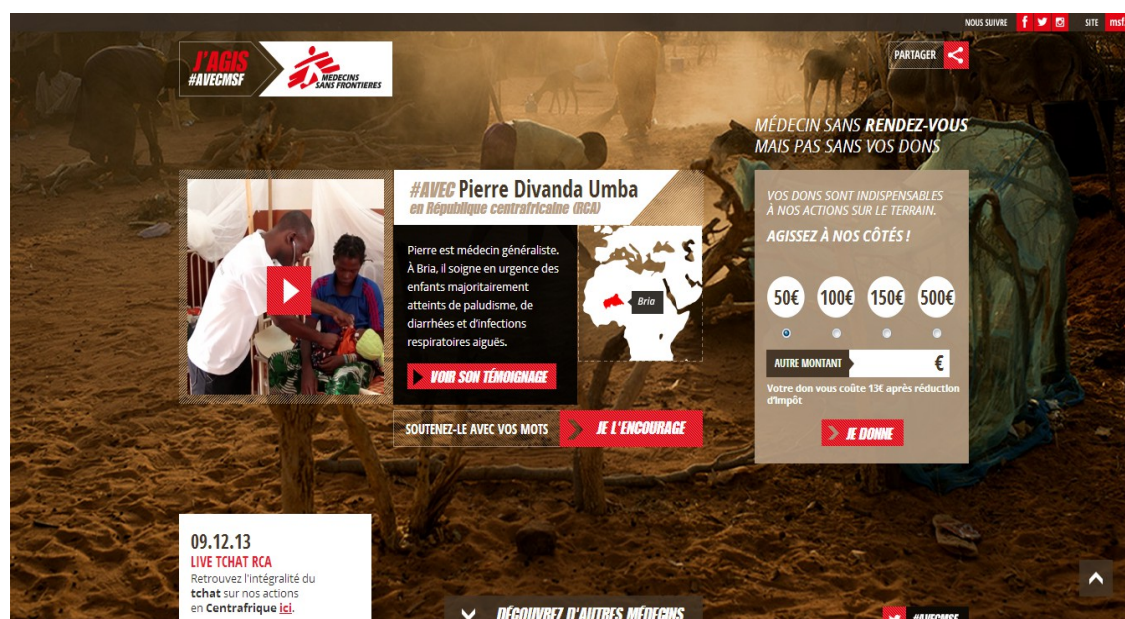 NOUS SUIVRE
SITE msf.
J'AGIS
#AVECMSF
MEDECINS
SANS FRONTIERES
PARTAGER
MÉDECIN SANS RENDEZ-VOUS
MAIS PAS SANS VOS DONS
#AVEC Pierre Divanda Umba
en République centrafricaine (RCA)
Pierre est médecin généraliste.
À Bria, il soigne en urgence des
enfants majoritairement
atteints de paludisme, de
diarrhées et d'infections
respiratoires aiguës.
Bria
VOIR SON TÉMOIGNAGE
SOUTENEZ-LE AVEC VOS MOTS
JE L'ENCOURAGE
VOS DONS SONT INDISPENSABLES
À NOS ACTIONS SUR LE TERRAIN.
AGISSEZ À NOS CÔTÉS !
50€ 100€ 150€ 500€
AUTRE MONTANT €
Votre don vous coûte 13€ après réduction
d'impôt
JE DONNE
09.12.13
LIVE TCHAT RCA
Retrouvez l'intégralité du
tchat sur nos actions
en Centrafrique ici.
DÉCOUVREZ D'AUTRES MÉDECINS
#AVECMSF